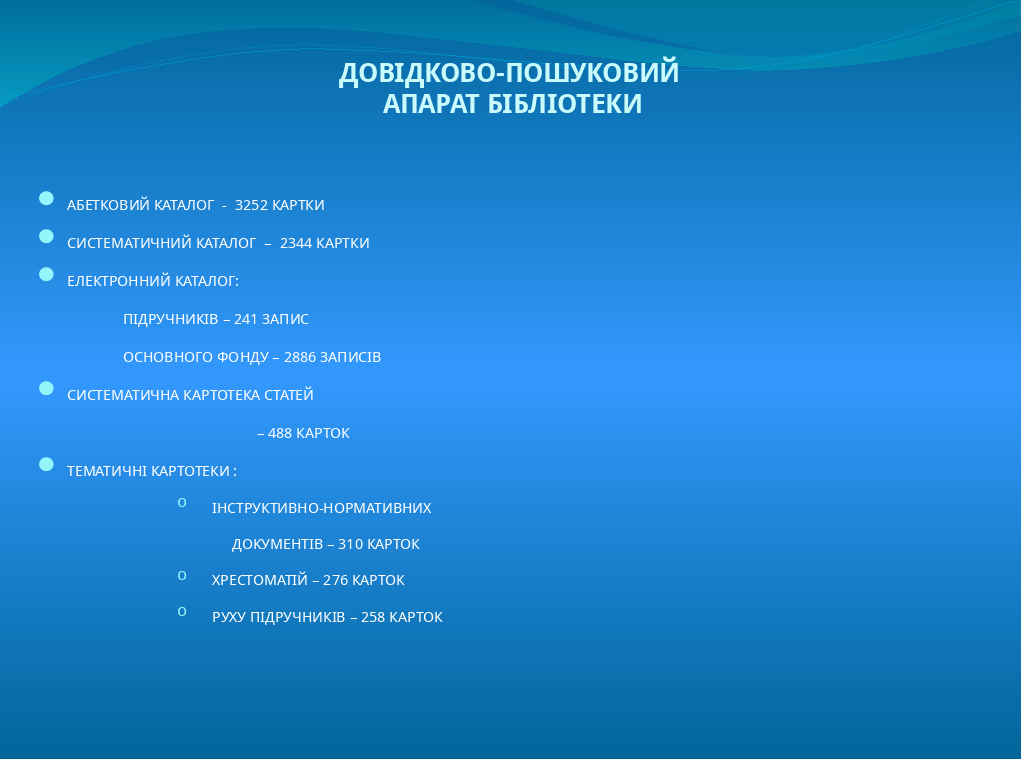 ДОВІДКОВО-ПОШУКОВИЙ
АПАРАТ БІБЛІОТЕКИ
АБЕТКОВИЙ КАТАЛОГ - 3252 КАРТКИ
СИСТЕМАТИЧНИЙ КАТАЛОГ – 2344 КАРТКИ
ЕЛЕКТРОННИЙ КАТАЛОГ:
ПІДРУЧНИКІВ – 241 ЗАПИС
ОСНОВНОГО ФОНДУ – 2886 ЗАПИСІВ
СИСТЕМАТИЧНА КАРТОТЕКА СТАТЕЙ
– 488 КАРТОК
ТЕМАТИЧНІ КАРТОТЕКИ :
ІНСТРУКТИВНО-НОРМАТИВНИХ
ДОКУМЕНТІВ – 310 КАРТОК
ХРЕСТОМАТІЙ – 276 КАРТОК
РУХУ ПІДРУЧНИКІВ – 258 КАРТОК